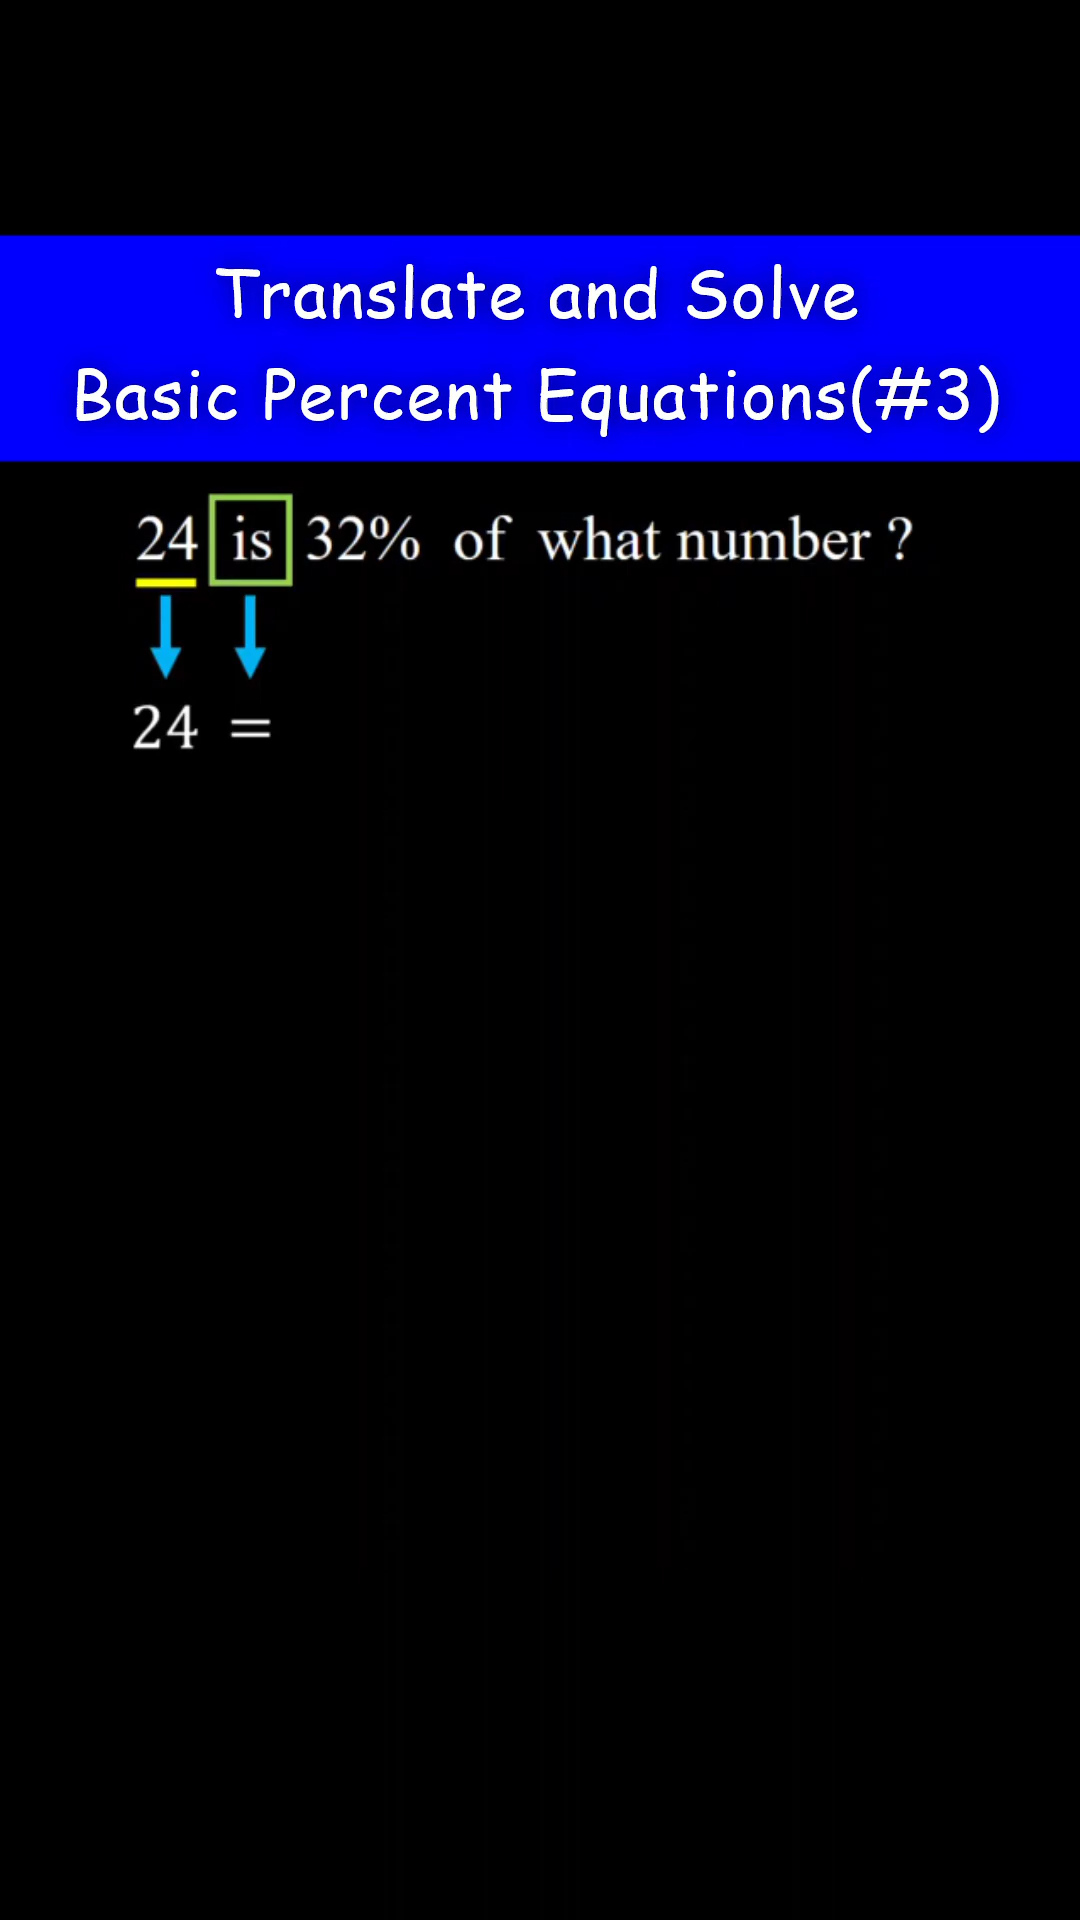 Translate and Solve
Basic Percent Equations(#3)
24 is 32% of what number ?
24 =